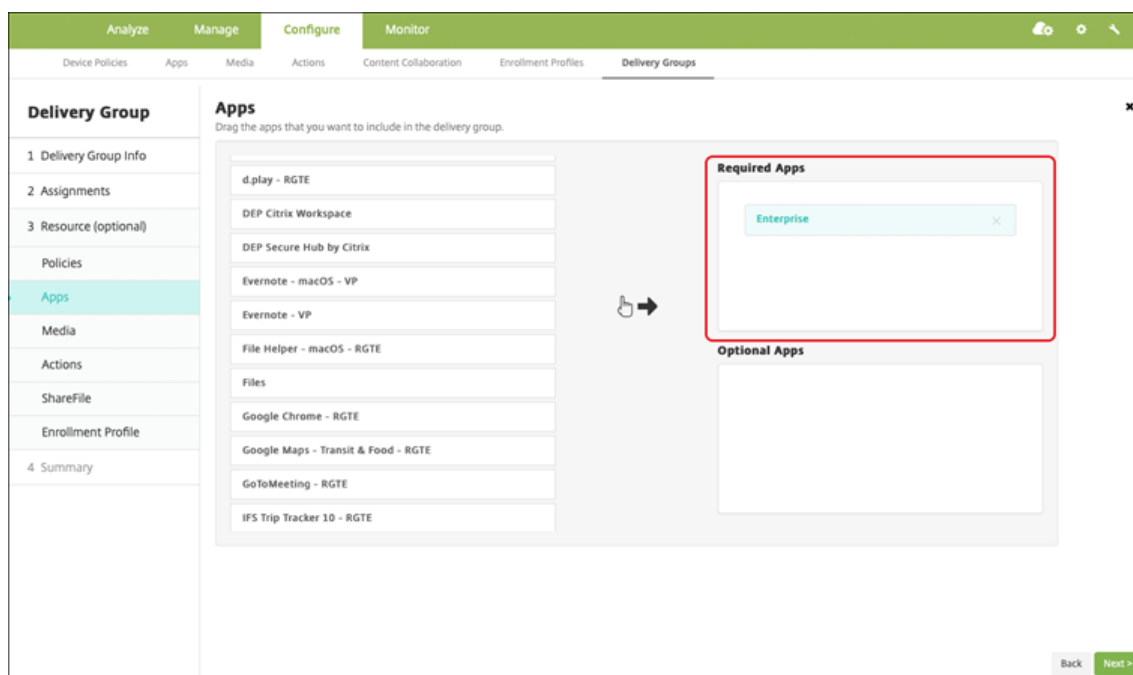 Analyze Manage Configure Monitor
Device Policies Apps Media Actions Content Collaboration Enrollment Profiles Delivery Groups
Delivery Group
1 Delivery Group Info
2 Assignments
3 Resource (optional)
Policies
Apps
Media
Actions
ShareFile
Enrollment Profile
4 Summary
Apps
Drag the apps that you want to include in the delivery group.
d.play - RGTE
DEP Citrix Workspace
DEP Secure Hub by Citrix
Evernote - macOS - VP
Evernote - VP
File Helper - macOS - RGTE
Files
Google Chrome - RGTE
Google Maps - Transit & Food - RGTE
GoToMeeting - RGTE
IFS Trip Tracker 10 - RGTE
Required Apps
Enterprise
Optional Apps
Back Next >